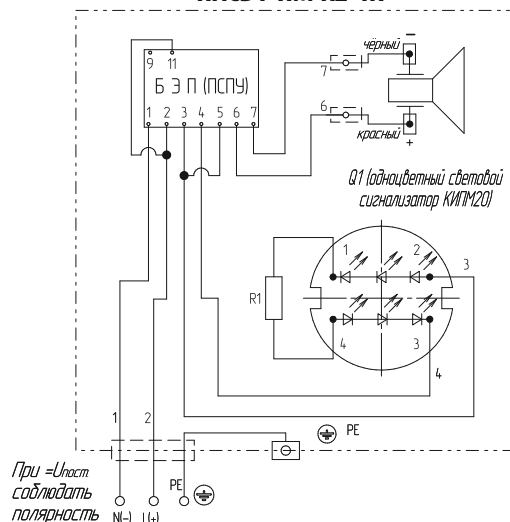 9 11
Б Э П (ПСПУ)
1 2 3 4 5 6 7
чёрный
−
7
6
красный
+
Q1 (одноцветный световой
сигнализатор КИПМ20)
1 2
3
R1
4 3
4
1 2
PE
При =Uпост.
соблюдать
полярность
PE
N(-) L(+)